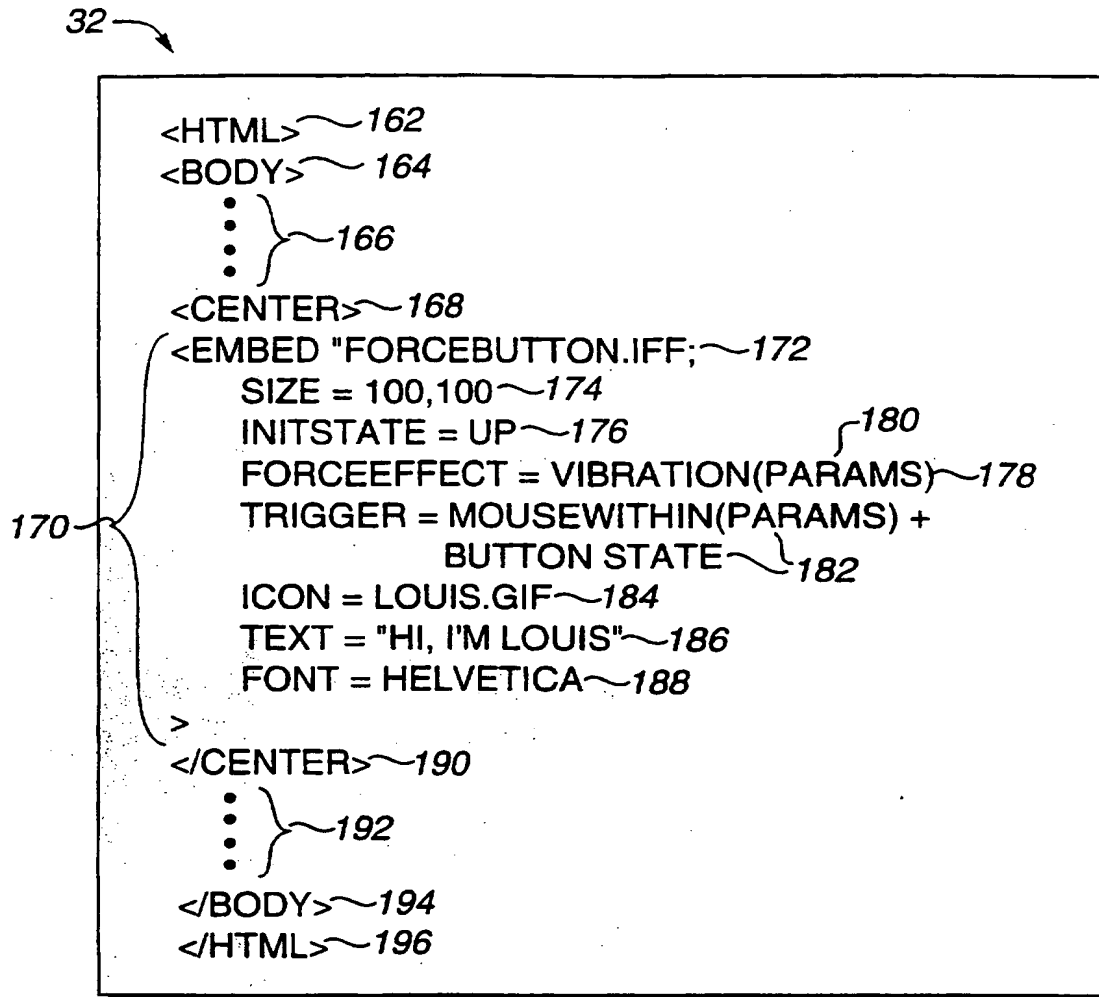 32
<HTML> 162
<BODY> 164
166
<CENTER> 168
<EMBED "FORCEBUTTON.IFF; 172
SIZE = 100,100 174
INITSTATE = UP 176
180
FORCEEFFECT = VIBRATION(PARAMS) 178
170
TRIGGER = MOUSEWITHIN(PARAMS) +
BUTTON STATE 182
ICON = LOUIS.GIF 184
TEXT = "HI, I'M LOUIS" 186
FONT = HELVETICA 188
>
</CENTER> 190
192
</BODY> 194
</HTML> 196